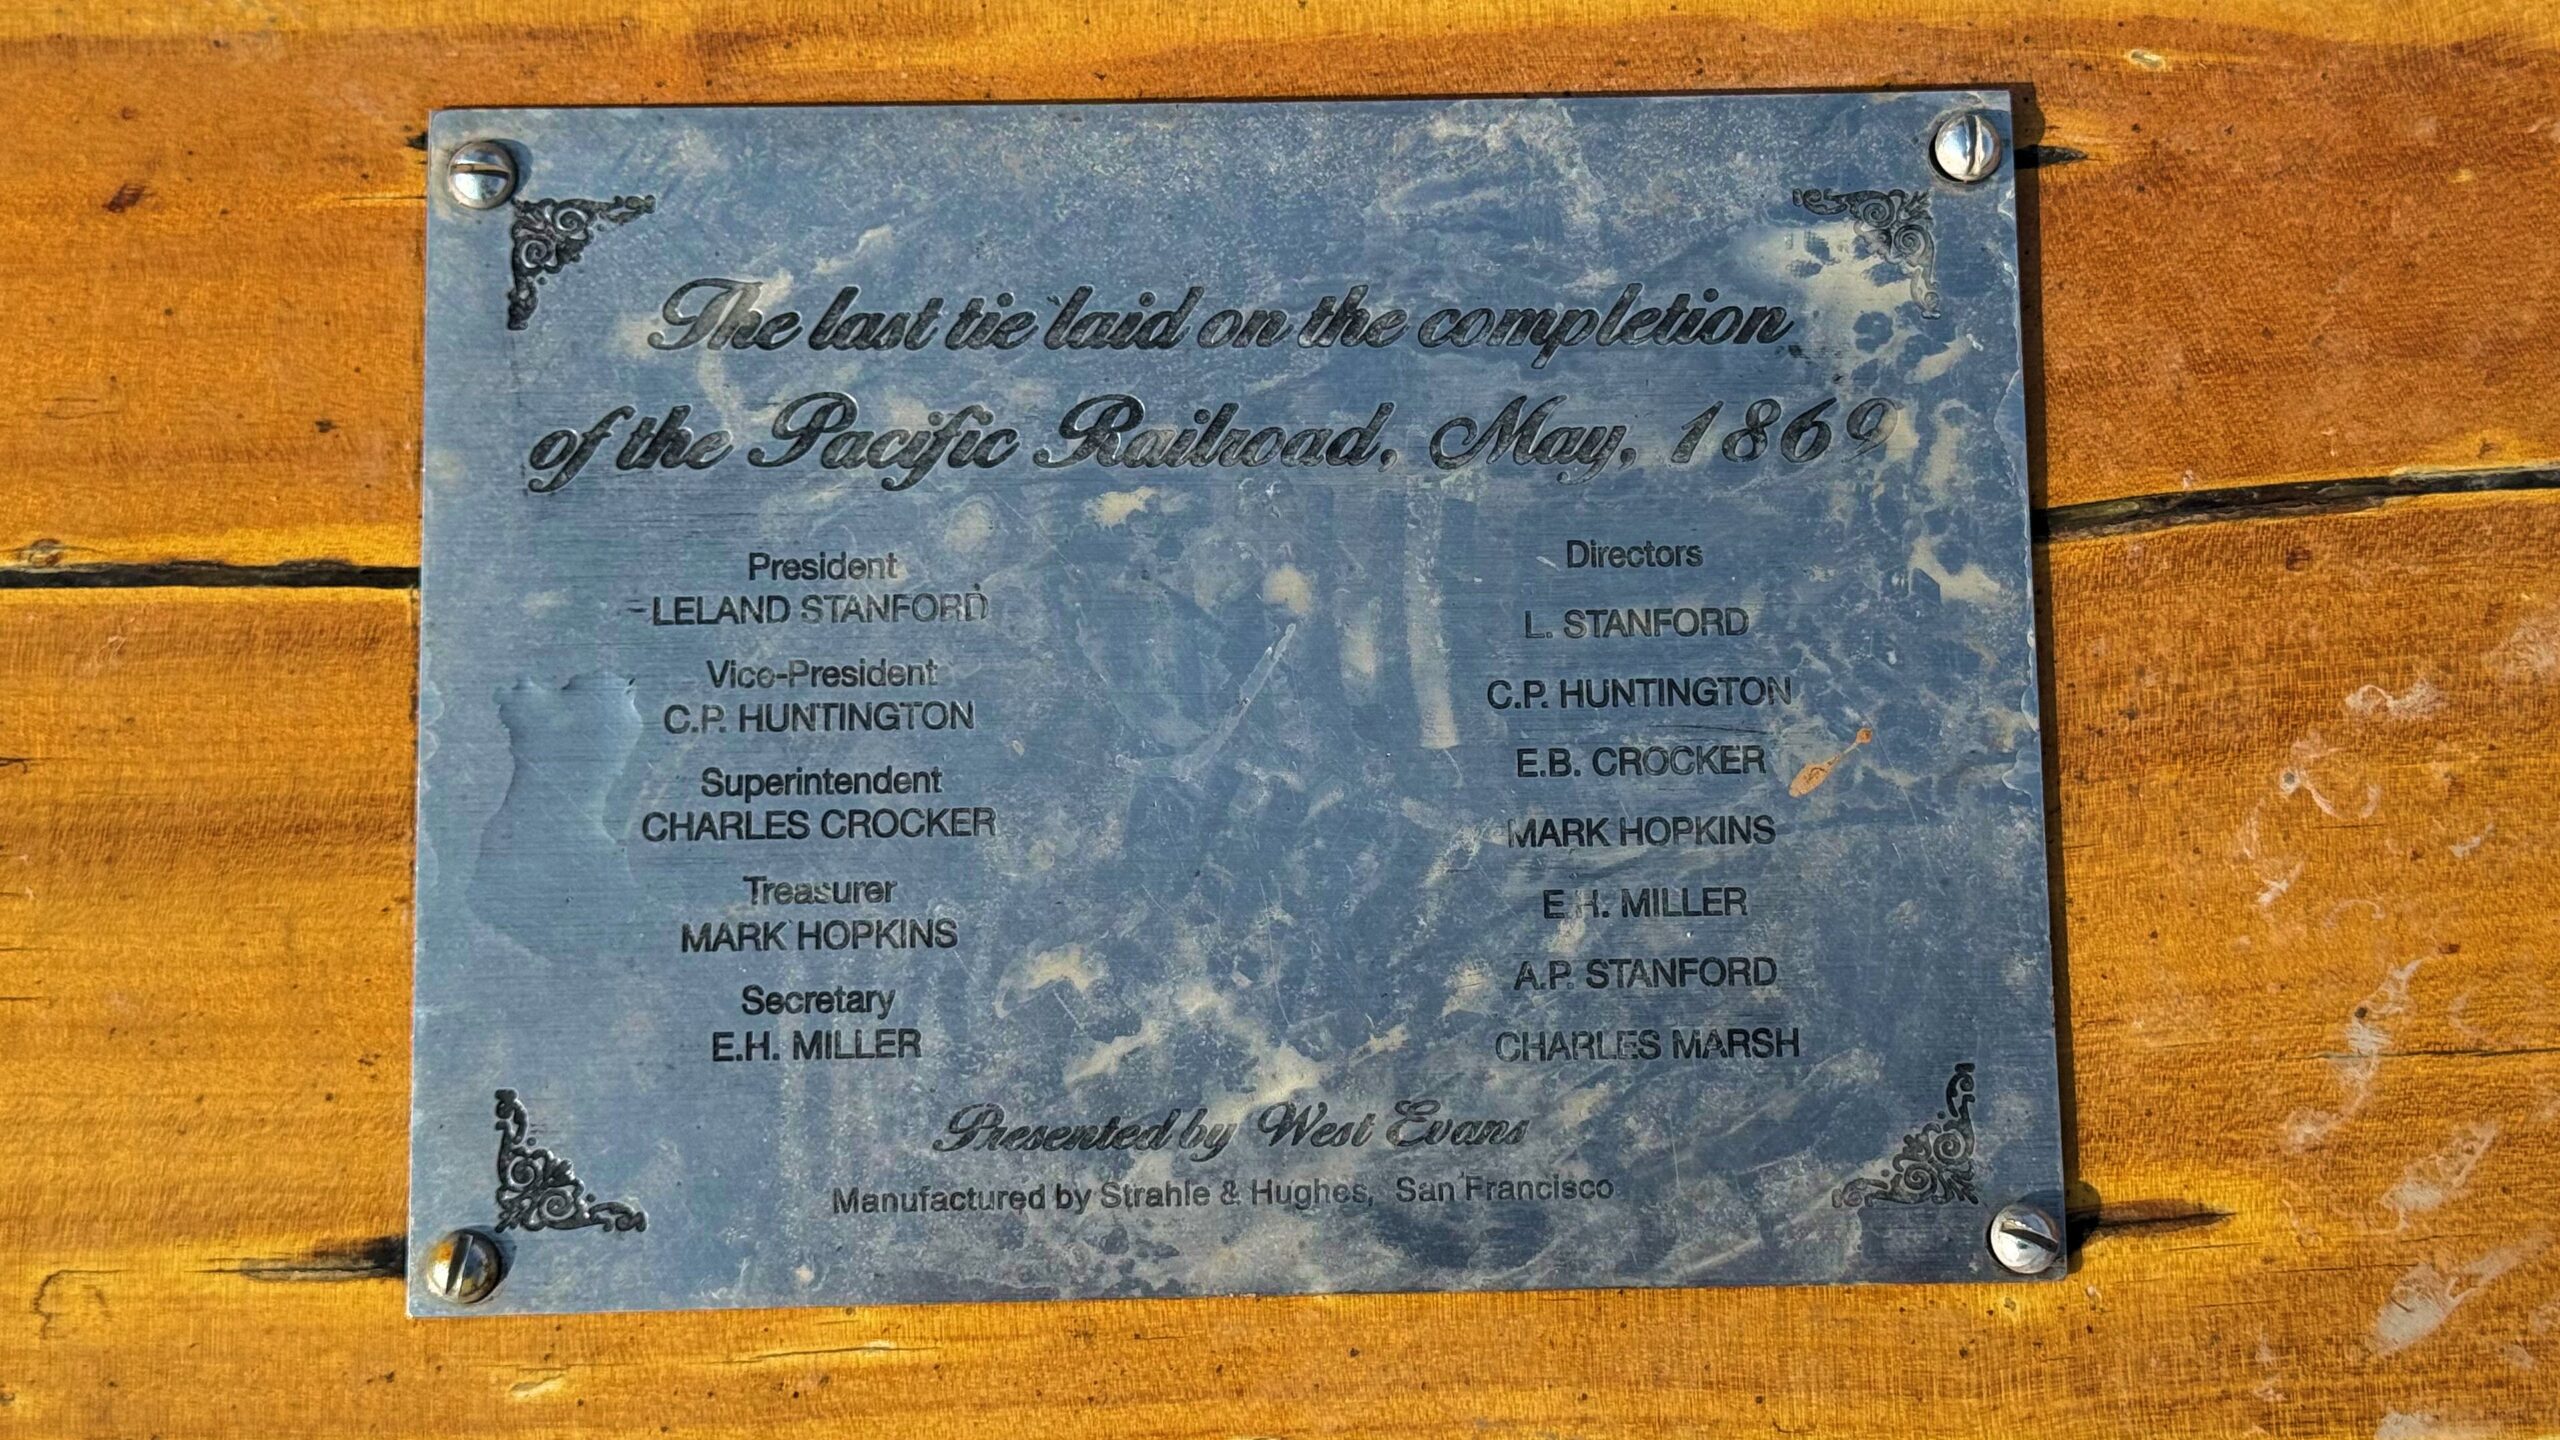 The last tie laid on the completion
of the Pacific Railroad, May, 1869
President
LELAND STANFORD
Vice-President
C.P. HUNTINGTON
Superintendent
CHARLES CROCKER
Treasurer
MARK HOPKINS
Secretary
E.H. MILLER
Directors
L. STANFORD
C.P. HUNTINGTON
E.B. CROCKER
MARK HOPKINS
E.H. MILLER
A.P. STANFORD
CHARLES MARSH
Presented by West Evans
Manufactured by Strahle & Hughes, San Francisco